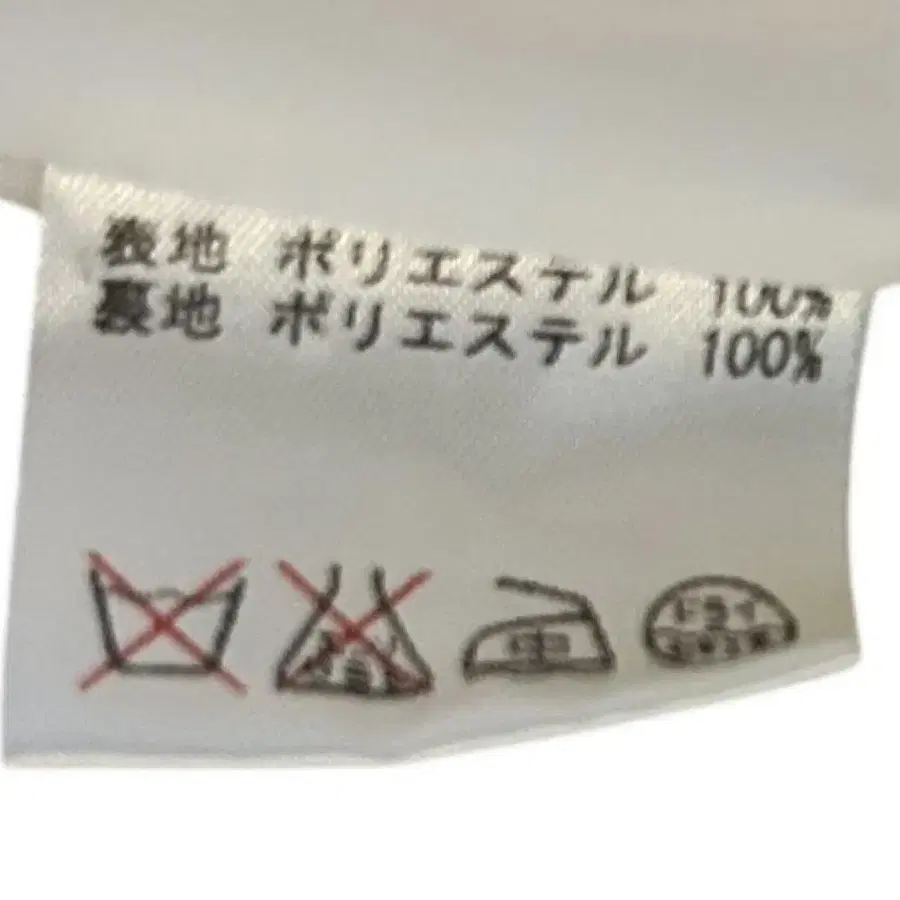 表地 ポリエステル 100%
裏地 ポリエステル 100%
中
ドライ